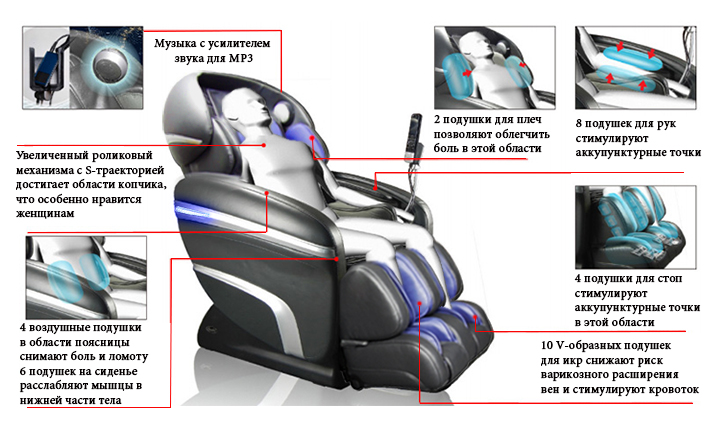 Музыка с усилителем
звука для MP3
2 подушки для плеч
позволяют облегчить
боль в этой области
8 подушек для рук
стимулируют
аккупунктурные точки
Увеличенный роликовый
механизма с S-траекторией
достигает области копчика,
что особенно нравится
женщинам
4 подушки для стоп
стимулируют
аккупунктурные точки
в этой области
4 воздушные подушки
в области поясницы
снимают боль и ломоту
6 подушек на сиденье
расслабляют мышцы в
нижней части тела
10 V-образных подушек
для икр снижают риск
варикозного расширения
вен и стимулируют кровоток